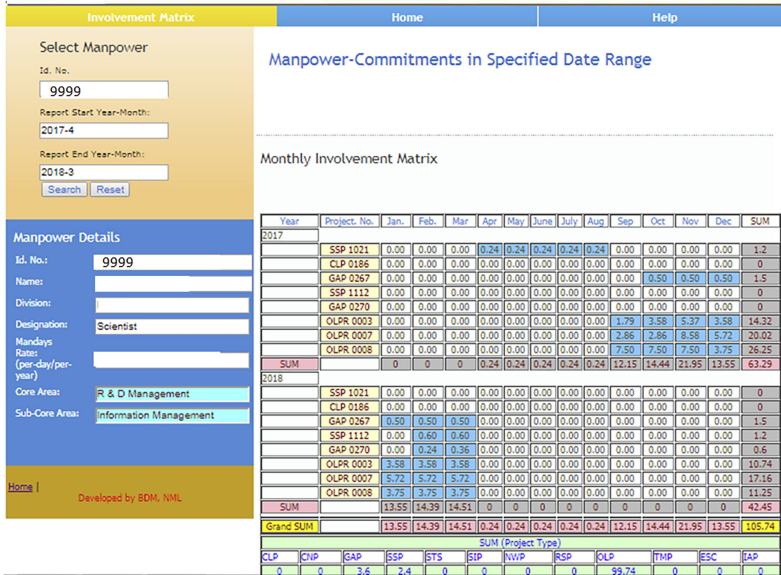 Involvement Matrix Home Help
Select Manpower
Id. No.
9999
Report Start Year-Month:
2017-4
Report End Year-Month:
2018-3
Search Reset
Manpower Details
Id. No.: 9999
Name:
Division:
Designation: Scientist
Mandays
Rate:
(per-day/per-
year)
Core Area: R & D Management
Sub-Core Area: Information Management
Home |
Developed by BDM, NML
Manpower-Commitments in Specified Date Range
Monthly Involvement Matrix
Year Project. No. Jan. Feb. Mar Apr May June July Aug Sep Oct Nov Dec SUM
2017
SSP 1021 0.00 0.00 0.00 0.24 0.24 0.24 0.24 0.24 0.00 0.00 0.00 0.00 1.2
CLP 0186 0.00 0.00 0.00 0.00 0.00 0.00 0.00 0.00 0.00 0.00 0.00 0.00 0
GAP 0267 0.00 0.00 0.00 0.00 0.00 0.00 0.00 0.00 0.00 0.50 0.50 0.50 1.5
SSP 1112 0.00 0.00 0.00 0.00 0.00 0.00 0.00 0.00 0.00 0.00 0.00 0.00 0
GAP 0270 0.00 0.00 0.00 0.00 0.00 0.00 0.00 0.00 0.00 0.00 0.00 0.00 0
OLPR 0003 0.00 0.00 0.00 0.00 0.00 0.00 0.00 0.00 1.79 3.58 5.37 3.58 14.32
OLPR 0007 0.00 0.00 0.00 0.00 0.00 0.00 0.00 0.00 2.86 2.86 8.58 5.72 20.02
OLPR 0008 0.00 0.00 0.00 0.00 0.00 0.00 0.00 0.00 7.50 7.50 7.50 3.75 26.25
SUM 0 0 0 0.24 0.24 0.24 0.24 0.24 12.15 14.44 21.95 13.55 63.29
2018
SSP 1021 0.00 0.00 0.00 0.00 0.00 0.00 0.00 0.00 0.00 0.00 0.00 0.00 0
CLP 0186 0.00 0.00 0.00 0.00 0.00 0.00 0.00 0.00 0.00 0.00 0.00 0.00 0
GAP 0267 0.50 0.50 0.50 0.00 0.00 0.00 0.00 0.00 0.00 0.00 0.00 0.00 1.5
SSP 1112 0.00 0.60 0.60 0.00 0.00 0.00 0.00 0.00 0.00 0.00 0.00 0.00 1.2
GAP 0270 0.00 0.24 0.36 0.00 0.00 0.00 0.00 0.00 0.00 0.00 0.00 0.00 0.6
OLPR 0003 3.58 3.58 3.58 0.00 0.00 0.00 0.00 0.00 0.00 0.00 0.00 0.00 10.74
OLPR 0007 5.72 5.72 5.72 0.00 0.00 0.00 0.00 0.00 0.00 0.00 0.00 0.00 17.16
OLPR 0008 3.75 3.75 3.75 0.00 0.00 0.00 0.00 0.00 0.00 0.00 0.00 0.00 11.25
SUM 13.55 14.39 14.51 0 0 0 0 0 0 0 0 0 42.45
Grand SUM 13.55 14.39 14.51 0.24 0.24 0.24 0.24 0.24 12.15 14.44 21.95 13.55 105.74
SUM (Project Type)
CLP CNP GAP SSP STS SIP NWP RSP OLP TMP ESC IAP
0 0 3.6 2.4 0 0 0 0 99.74 0 0 0